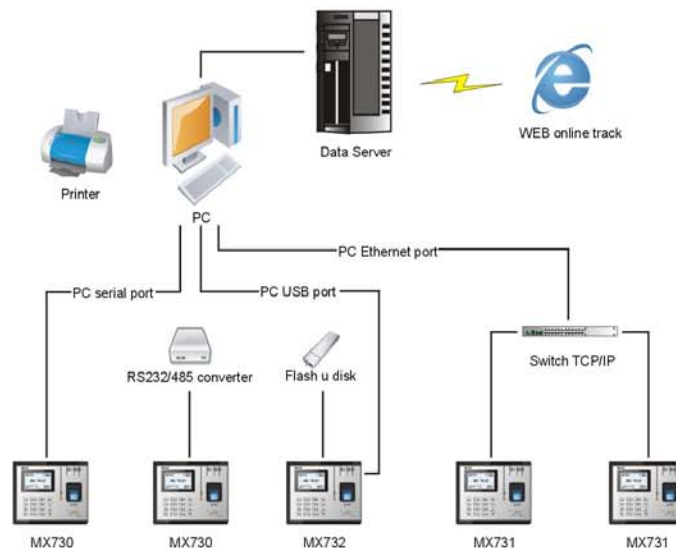 Data Server
WEB online track
Printer
PC
PC Ethernet port
PC serial port
PC USB port
RS232/485 converter
Flash u disk
Switch TCP/IP
MX730
MX730
MX732
MX731
MX731